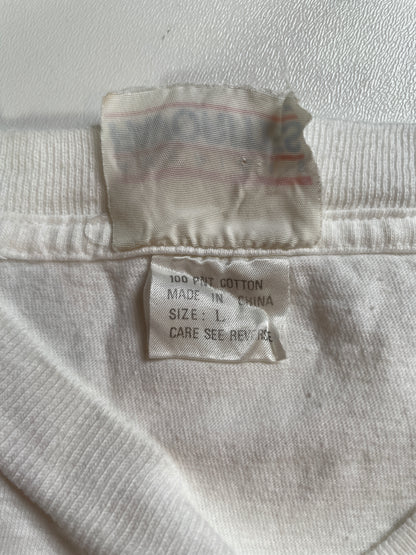 100 PNT COTTON
MADE IN CHINA
SIZE: L
CARE SEE REVERSE